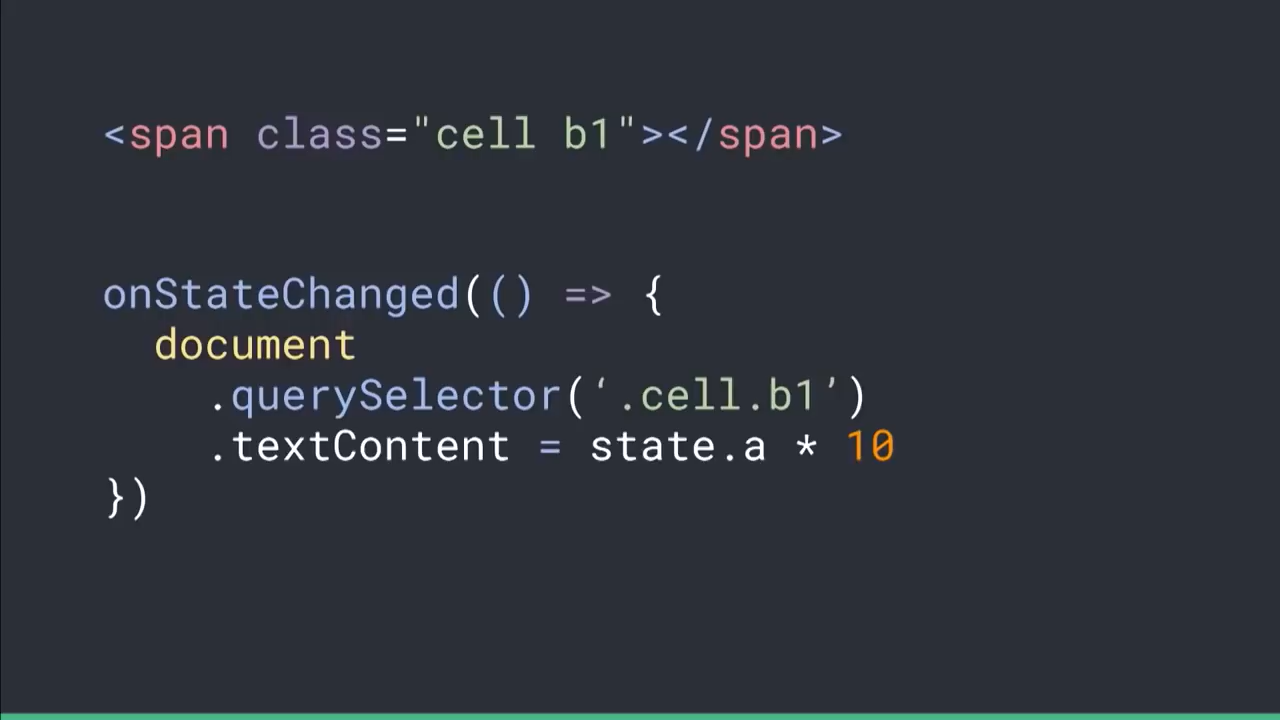 <span class="cell b1"></span>
onStateChanged(() => {
  document
    .querySelector(‘.cell.b1’)
    .textContent = state.a * 10
})